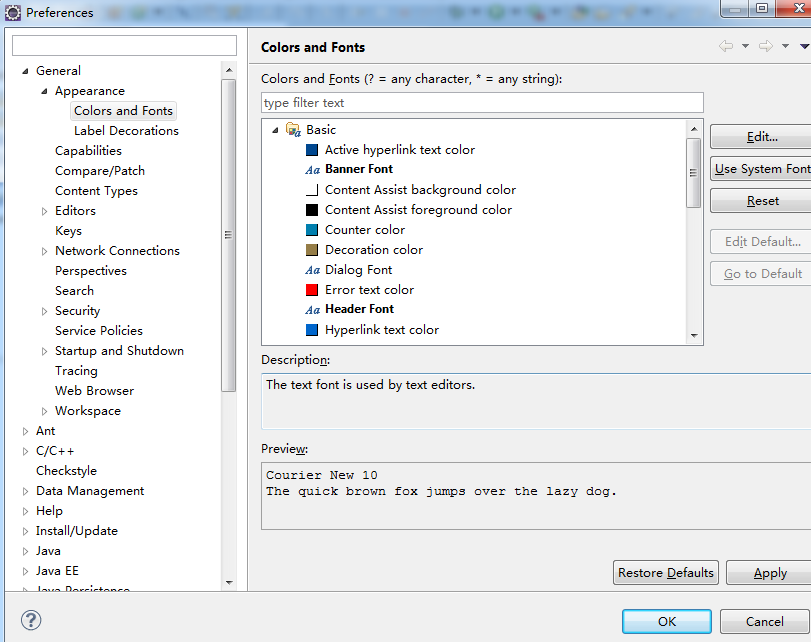 Preferences
General
Appearance
Colors and Fonts
Label Decorations
Capabilities
Compare/Patch
Content Types
Editors
Keys
Network Connections
Perspectives
Search
Security
Service Policies
Startup and Shutdown
Tracing
Web Browser
Workspace
Ant
C/C++
Checkstyle
Data Management
Help
Install/Update
Java
Java EE
Java Persistence
Colors and Fonts
Colors and Fonts (? = any character, * = any string):
type filter text
Basic
Active hyperlink text color
Aa Banner Font
Content Assist background color
Content Assist foreground color
Counter color
Decoration color
Aa Dialog Font
Error text color
Aa Header Font
Hyperlink text color
Edit...
Use System Font
Reset
Edit Default...
Go to Default
Description:
The text font is used by text editors.
Preview:
Courier New 10
The quick brown fox jumps over the lazy dog.
Restore Defaults
Apply
?
OK
Cancel